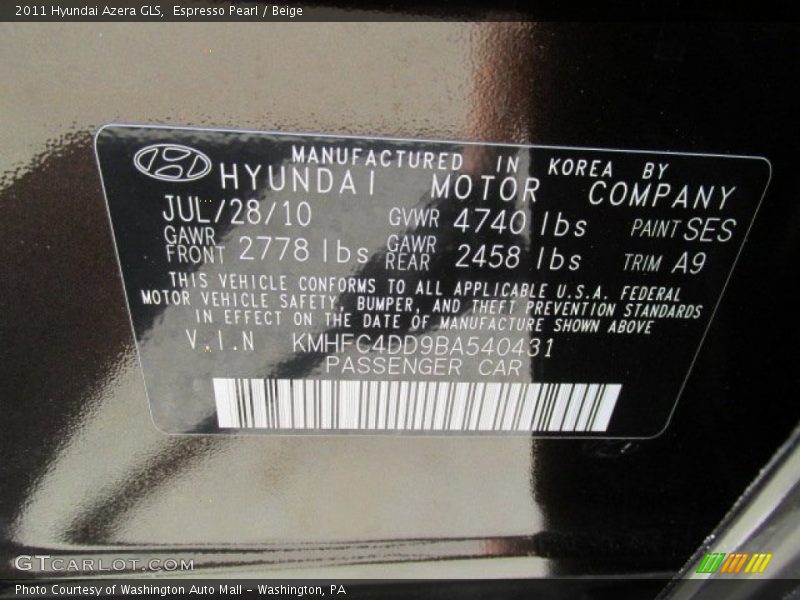 2011 Hyundai Azera GLS, Espresso Pearl / Beige
MANUFACTURED IN KOREA BY
HYUNDAI MOTOR COMPANY
JUL/28/10 GVWR 4740 lbs PAINT SES
GAWR FRONT 2778 lbs GAWR REAR 2458 lbs TRIM A9
THIS VEHICLE CONFORMS TO ALL APPLICABLE U.S.A. FEDERAL
MOTOR VEHICLE SAFETY, BUMPER, AND THEFT PREVENTION STANDARDS
IN EFFECT ON THE DATE OF MANUFACTURE SHOWN ABOVE
V.I.N KMHFC4DD9BA540431
PASSENGER CAR
GTCARLOT.COM
Photo Courtesy of Washington Auto Mall - Washington, PA